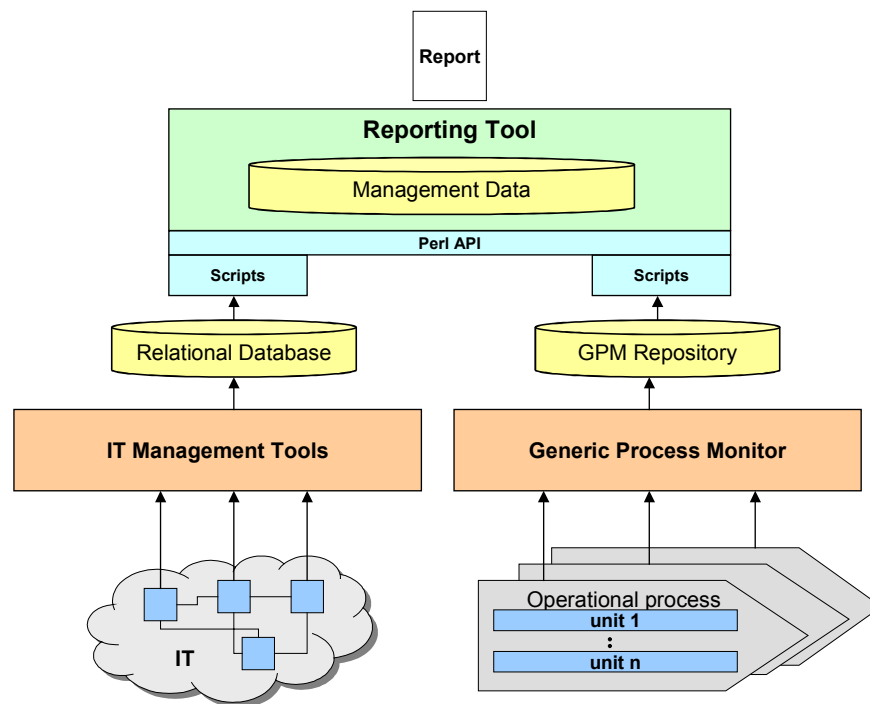 Report
Reporting Tool
Management Data
Perl API
Scripts
Scripts
Relational Database
GPM Repository
IT Management Tools
Generic Process Monitor
Operational process
unit 1
:
unit n
IT